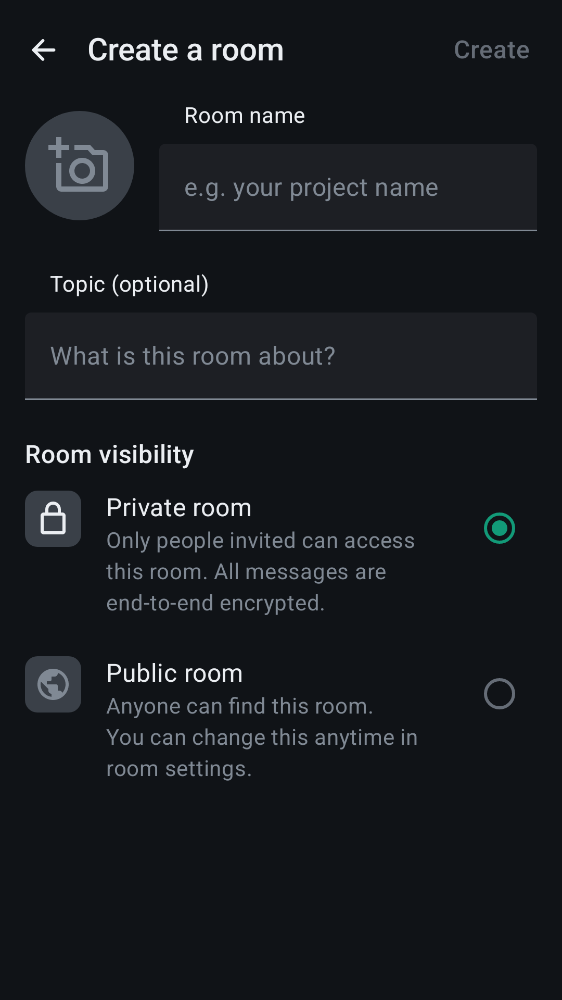 Create a room
Create
Room name
e.g. your project name
Topic (optional)
What is this room about?
Room visibility
Private room
Only people invited can access
this room. All messages are
end-to-end encrypted.
Public room
Anyone can find this room.
You can change this anytime in
room settings.